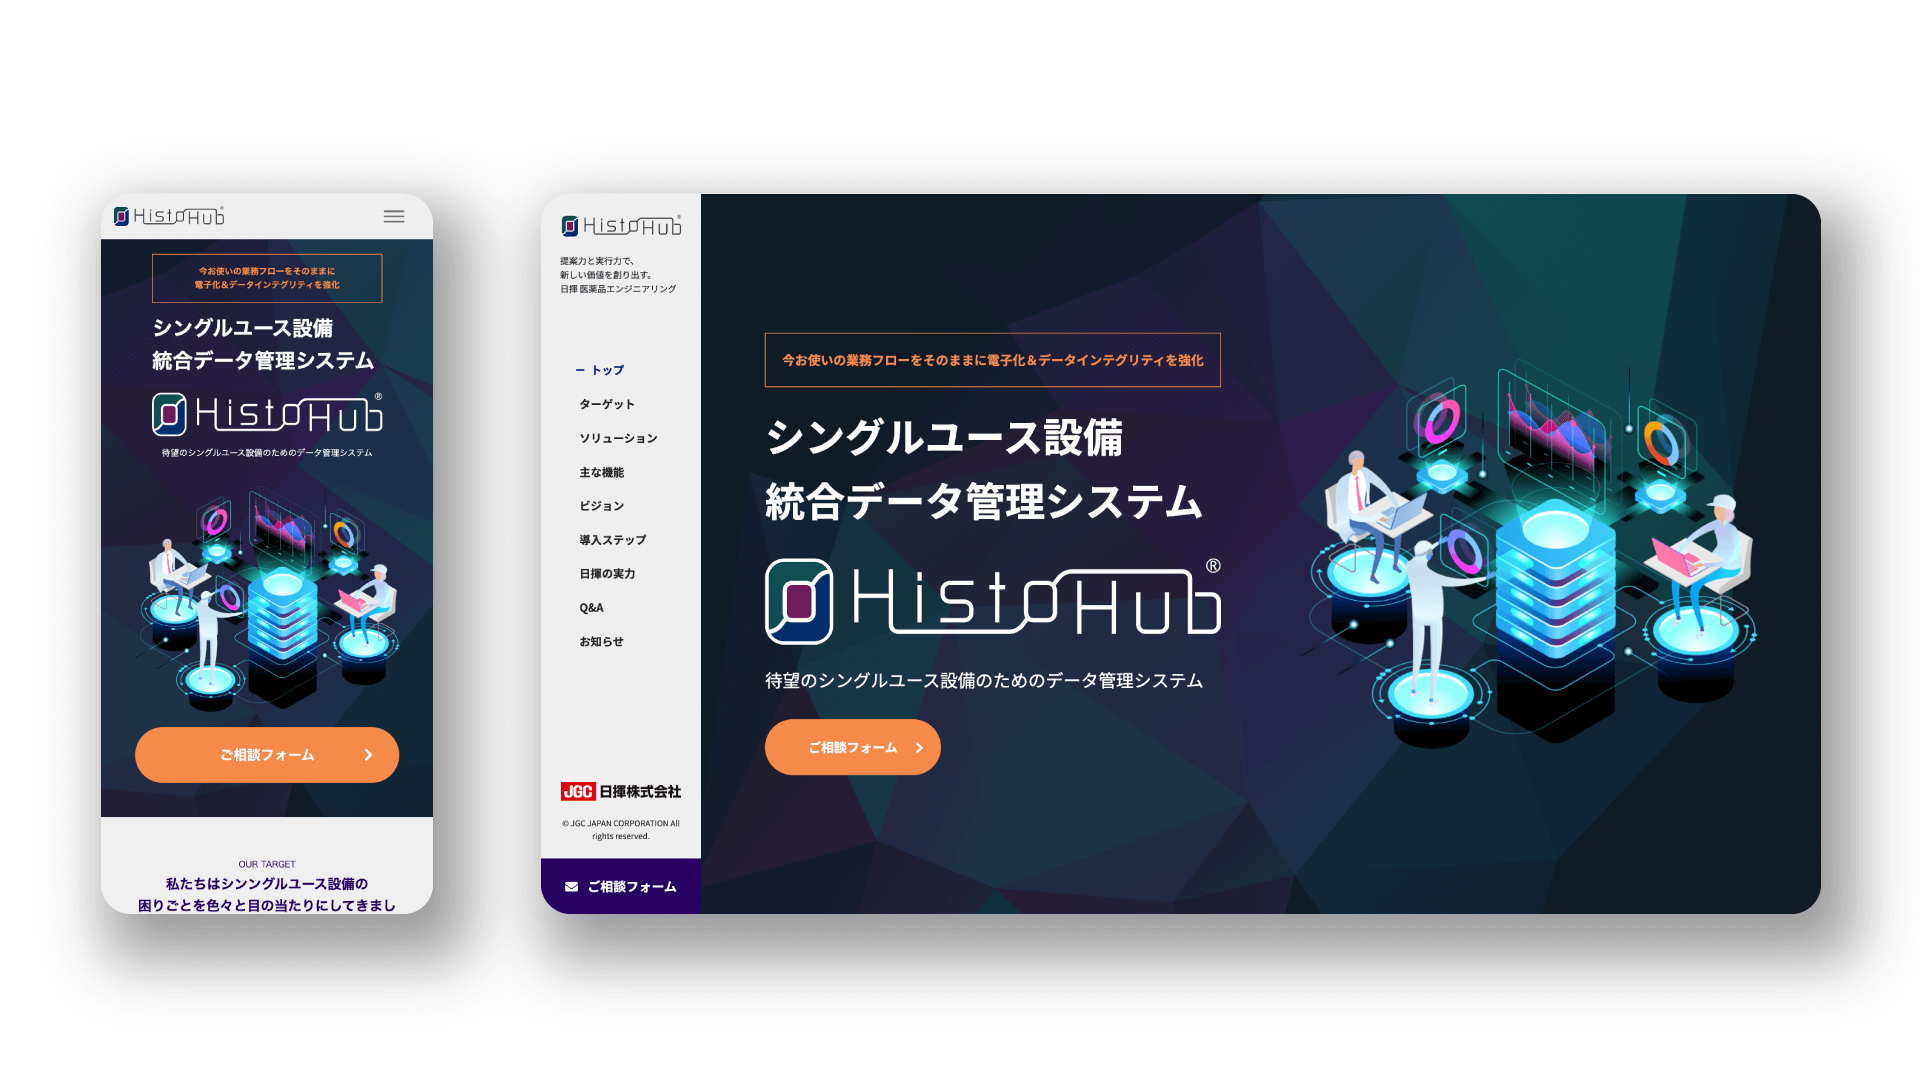 HistoHub®
今お使いの業務フローをそのままに
電子化&データインテグリティを強化
シングルユース設備
統合データ管理システム
HistoHub®
待望のシングルユース設備のためのデータ管理システム
ご相談フォーム
OUR TARGET
私たちはシンングルユース設備の
困りごとを色々と目の当たりにしてきまし
HistoHub®
提案力と実行力で、
新しい価値を創り出す。
日揮 医薬品エンジニアリング
トップ
ターゲット
ソリューション
主な機能
ビジョン
導入ステップ
日揮の実力
Q&A
お知らせ
JGC 日揮株式会社
© JGC JAPAN CORPORATION All
rights reserved.
ご相談フォーム
今お使いの業務フローをそのままに電子化&データインテグリティを強化
シングルユース設備
統合データ管理システム
HistoHub®
待望のシングルユース設備のためのデータ管理システム
ご相談フォーム